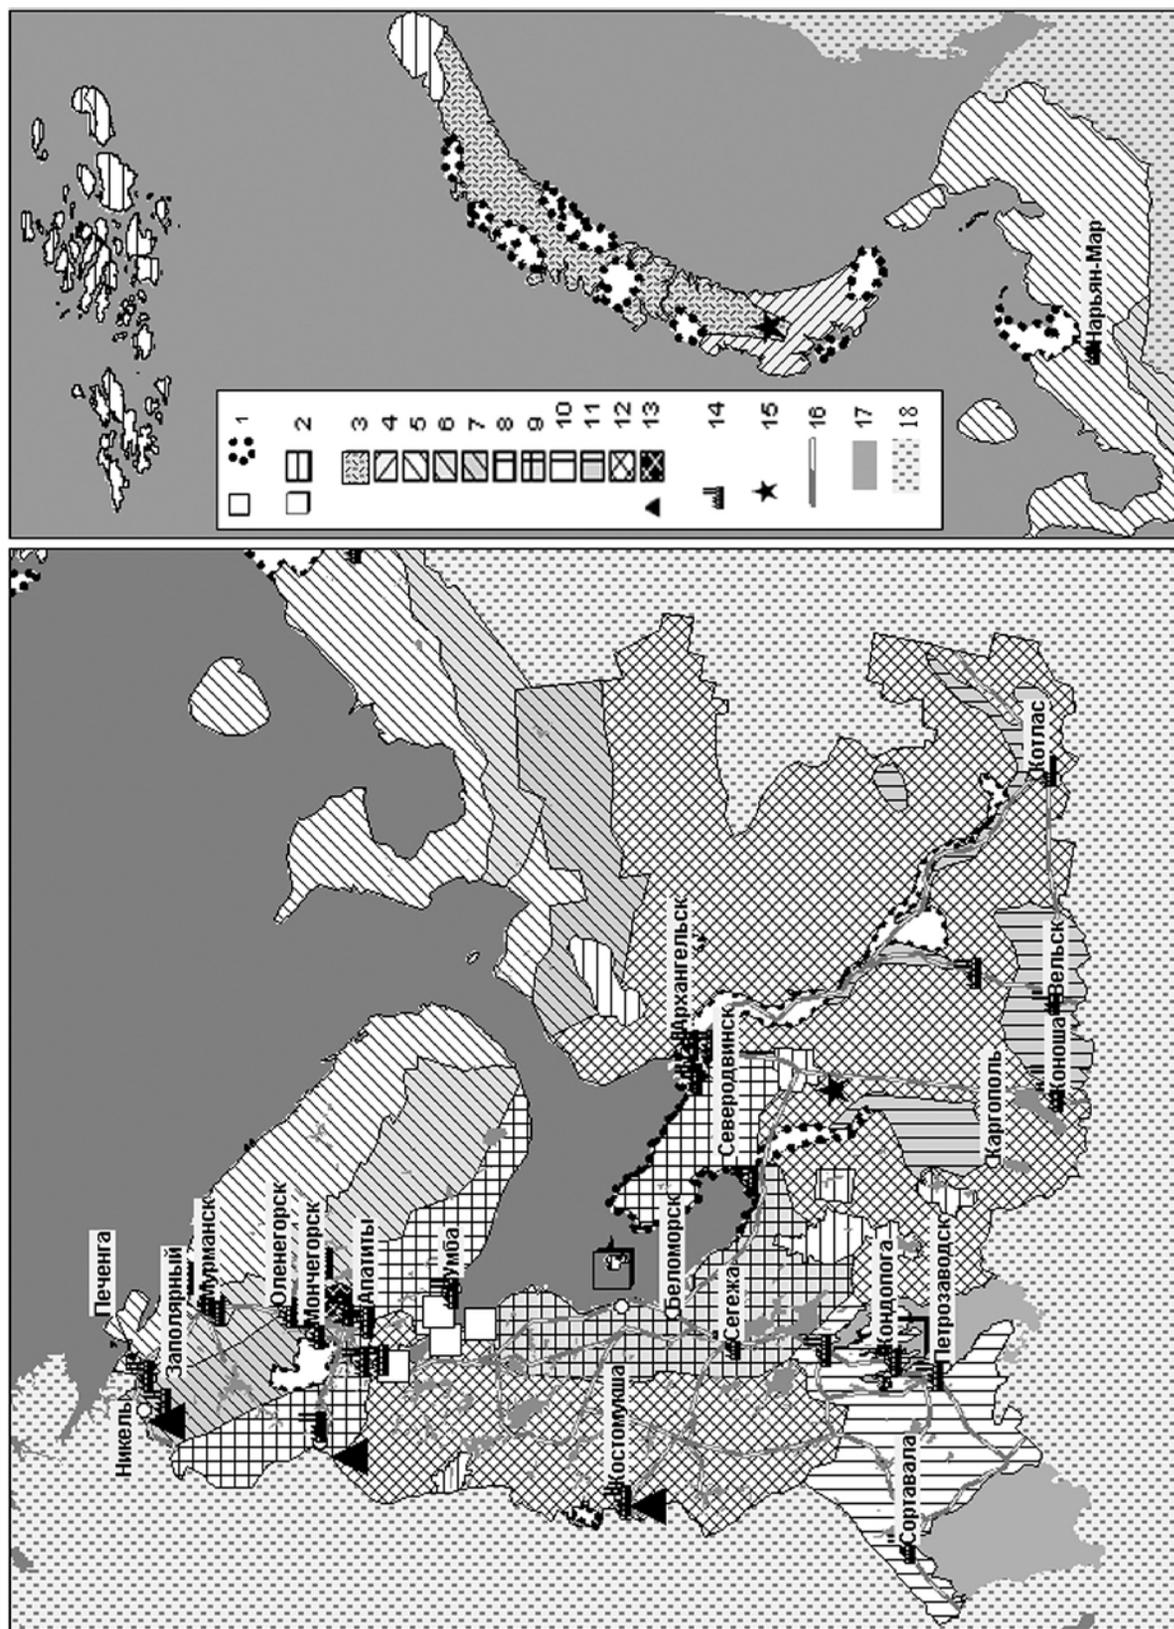 Печенга
Никель
Заполярный
Мурманск
Оленегорск
Мончегорск
Апатиты
Умба
Беломорск
Костомукша
Сегежа
Кондопога
Петрозаводск
Сортавала
Архангельск
Северодвинск
Каргополь
Коноша
Вельск
Котлас
1
2
3
4
5
6
7
8
9
10
11
12
13
14
15
16
17
18
Нарьян-Мар